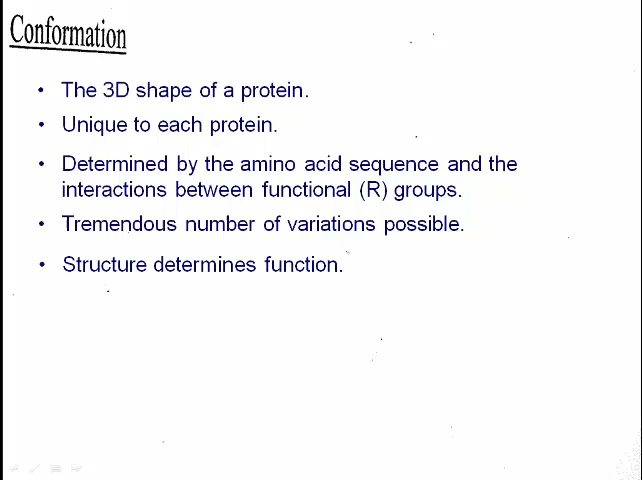 Conformation
• The 3D shape of a protein.
• Unique to each protein.
• Determined by the amino acid sequence and the
interactions between functional (R) groups.
• Tremendous number of variations possible.
• Structure determines function.